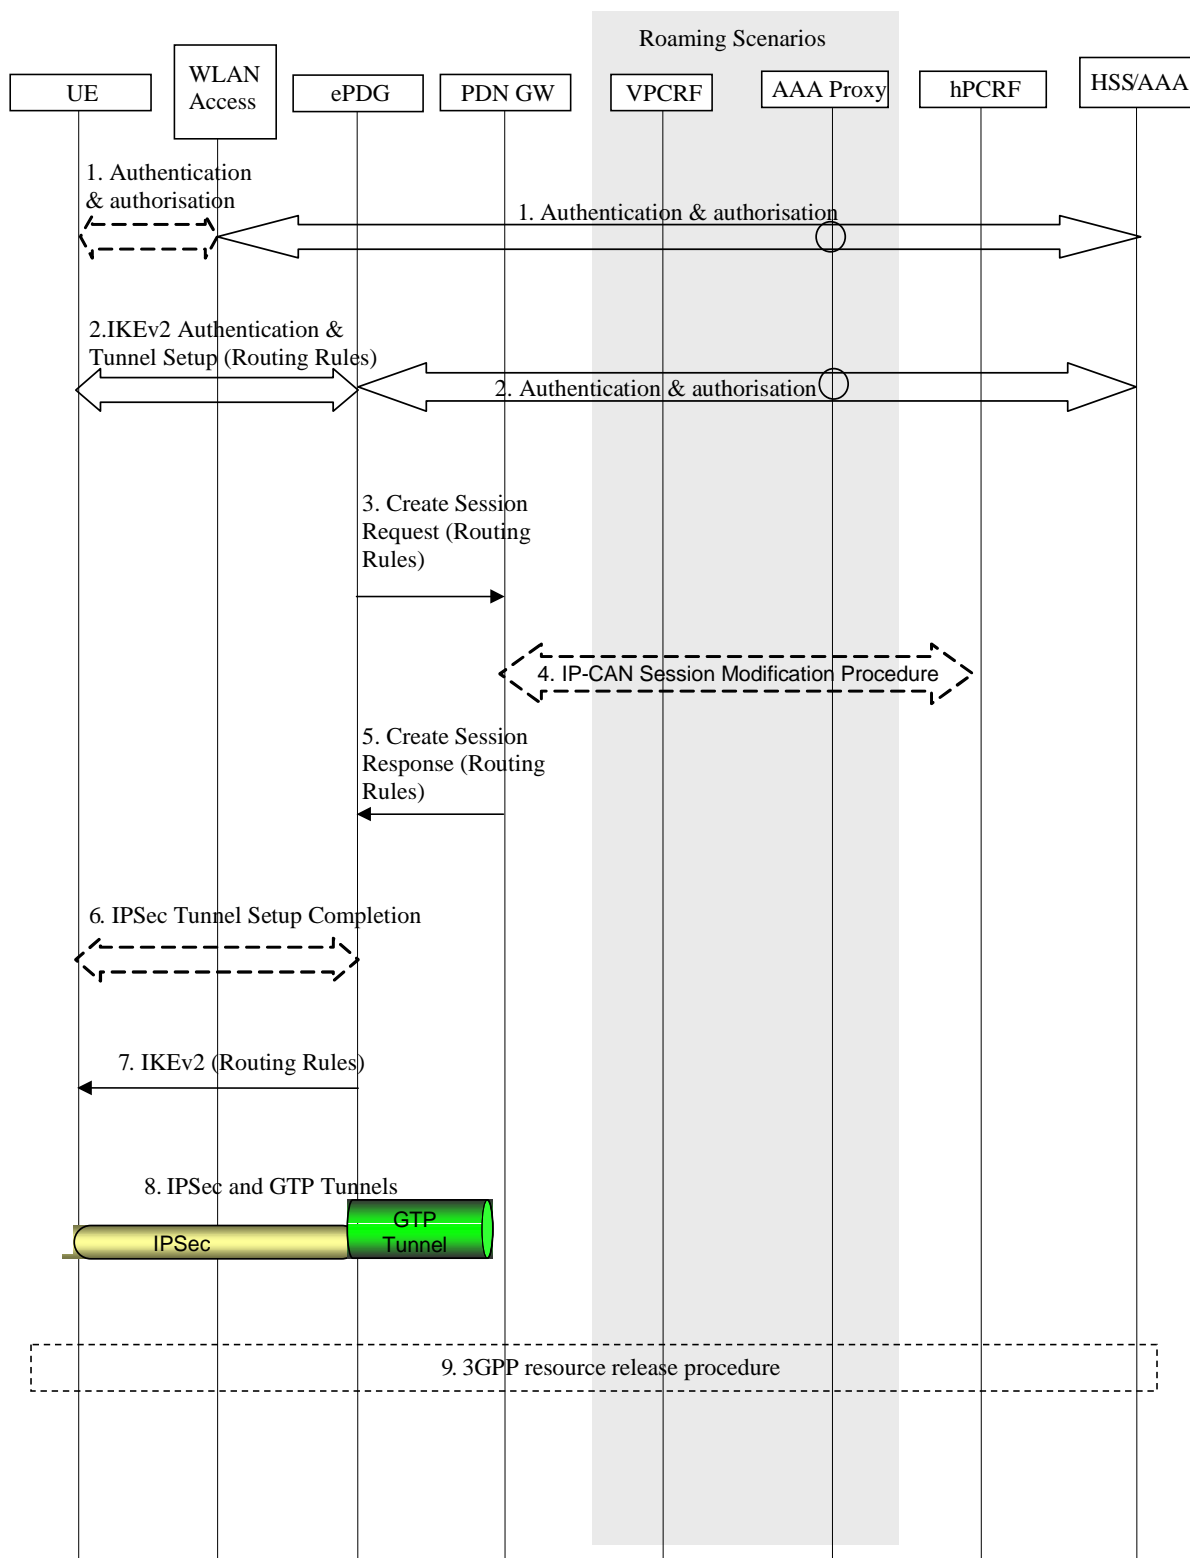 Roaming Scenarios
UE
WLAN
Access
ePDG
PDN GW
VPCRF
AAA Proxy
hPCRF
HSS/AAA
1. Authentication
& authorisation
1. Authentication & authorisation
2.IKEv2 Authentication &
Tunnel Setup (Routing Rules)
2. Authentication & authorisation
3. Create Session
Request (Routing
Rules)
4. IP-CAN Session Modification Procedure
5. Create Session
Response (Routing
Rules)
6. IPSec Tunnel Setup Completion
7. IKEv2 (Routing Rules)
8. IPSec and GTP Tunnels
GTP
Tunnel
IPSec
9. 3GPP resource release procedure